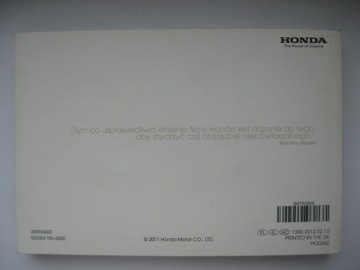 HONDA
The Power of Dreams
„Tym co usprawiedliwia istnienie firmy Honda jest dążenie do tego,
aby stworzyć coś absolutnie niepowtarzalnego."
Soichiro Honda
© 2011 Honda Motor CO., LTD.
PRINTED IN THE UK